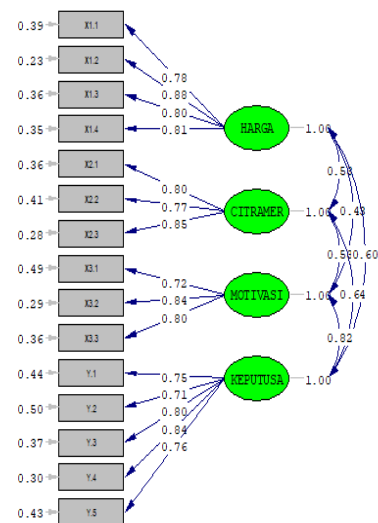 0.39 X1.1
0.23 X1.2
0.36 X1.3
0.35 X1.4
0.36 X2.1
0.41 X2.2
0.28 X2.3
0.49 X3.1
0.29 X3.2
0.36 X3.3
0.44 Y.1
0.50 Y.2
0.37 Y.3
0.30 Y.4
0.43 Y.5
0.78
0.88
0.80
0.81
0.80
0.77
0.85
0.72
0.84
0.80
0.75
0.71
0.80
0.84
0.76
HARGA 1.00
CITRAMER 1.00
MOTIVASI 1.00
KEPUTUSA 1.00
0.60
0.64
0.82